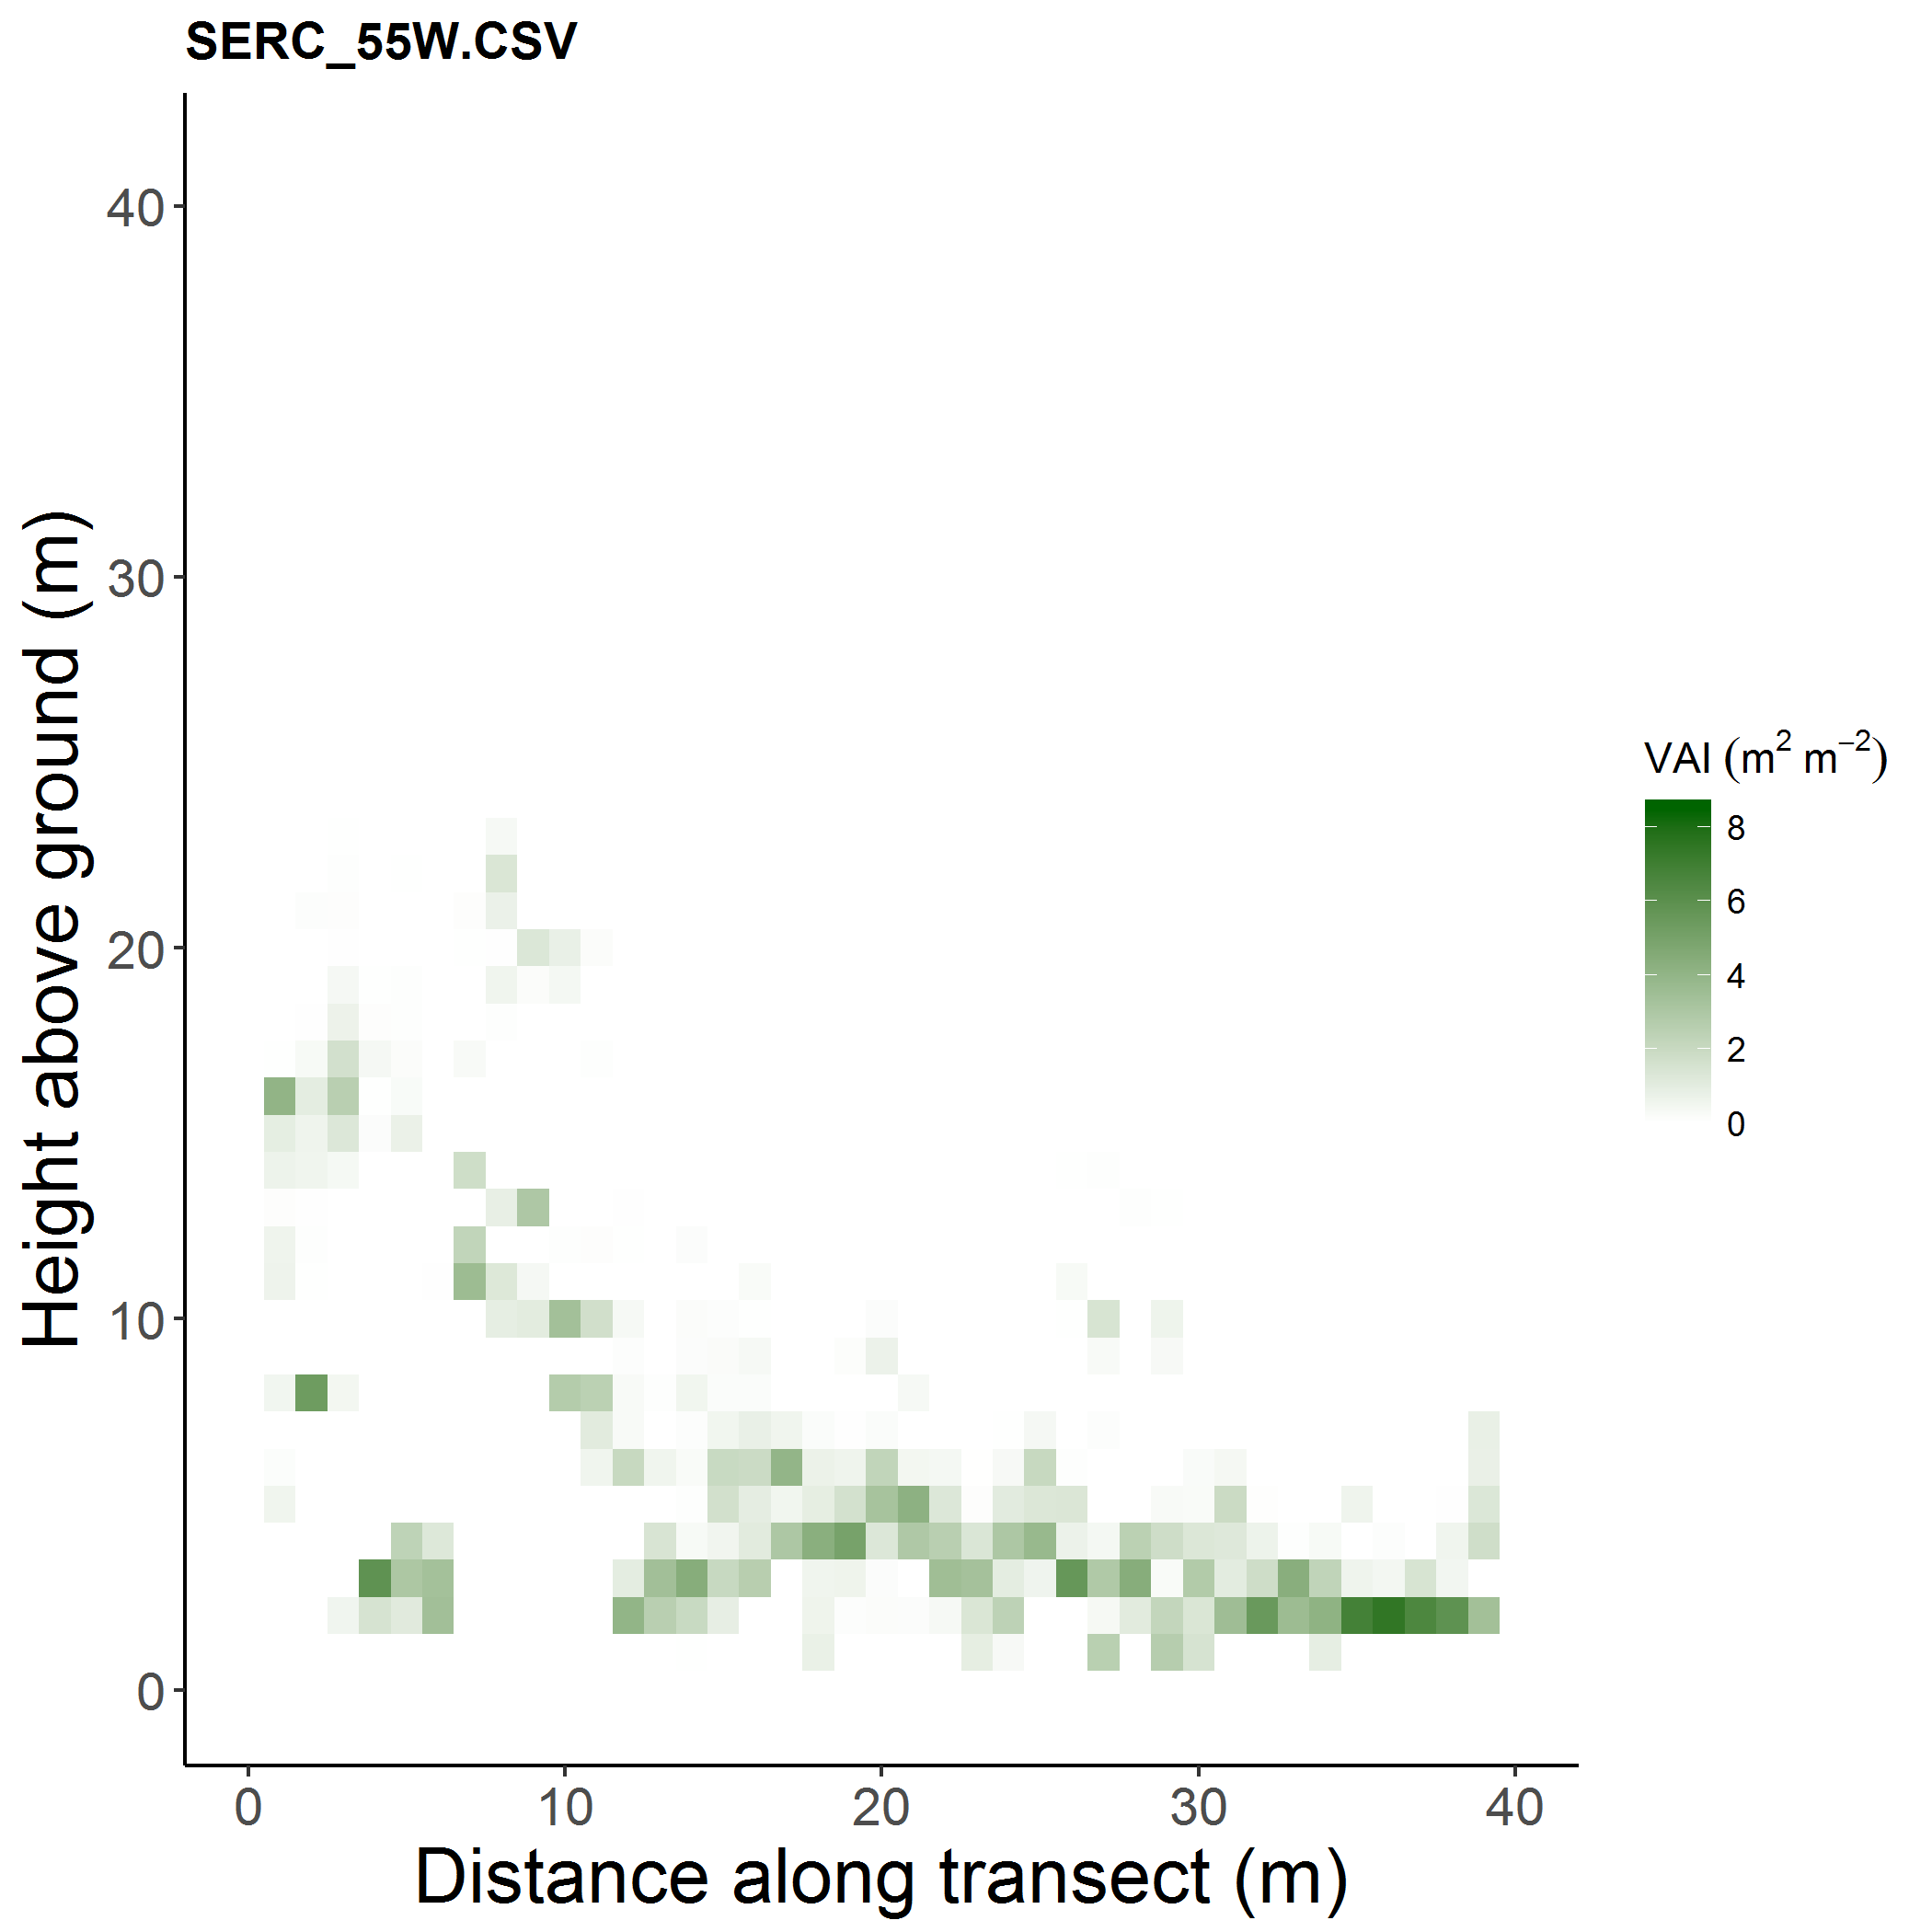 SERC_55W.CSV
Height above ground (m)
40
30
20
10
0
0 10 20 30 40
Distance along transect (m)
VAI (m² m⁻²)
8
6
4
2
0